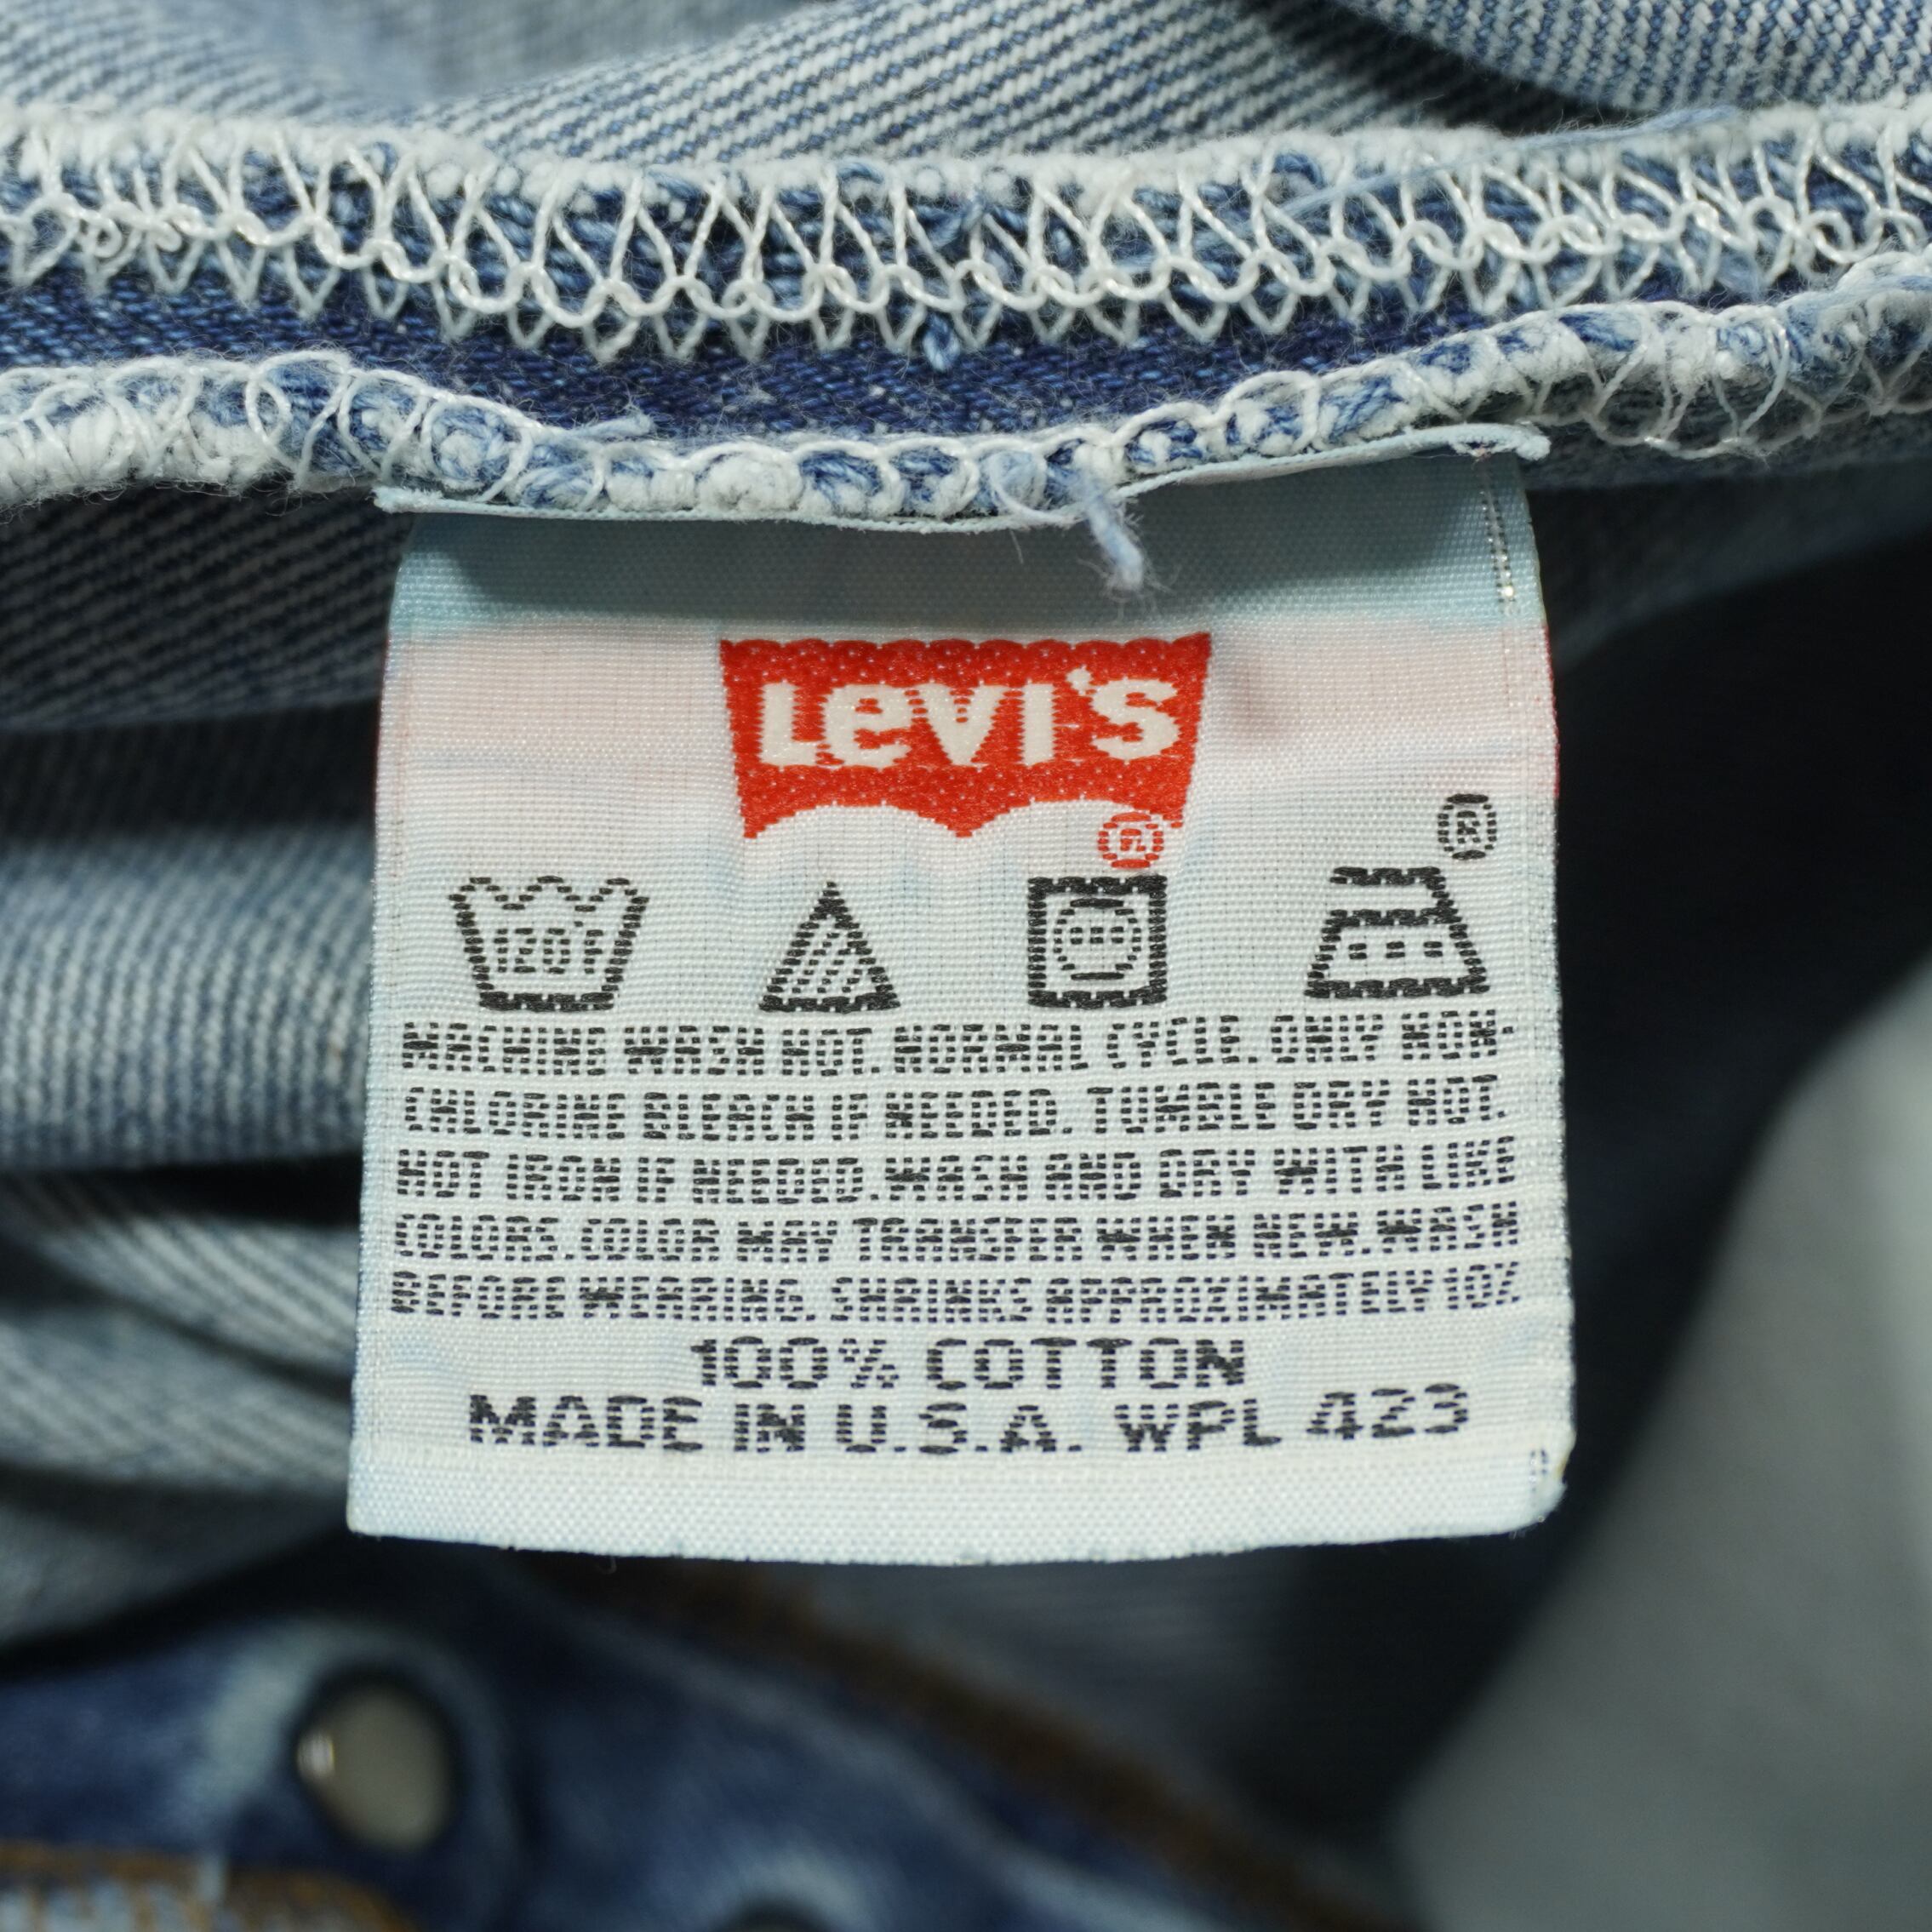 Levi's
®
®
120°F
MACHINE WASH HOT. NORMAL CYCLE. ONLY NON-
CHLORINE BLEACH IF NEEDED. TUMBLE DRY HOT.
HOT IRON IF NEEDED. WASH AND DRY WITH LIKE
COLORS. COLOR MAY TRANSFER WHEN NEW. WASH
BEFORE WEARING. SHRINKS APPROXIMATELY 10%
100% COTTON
MADE IN U.S.A. WPL 423